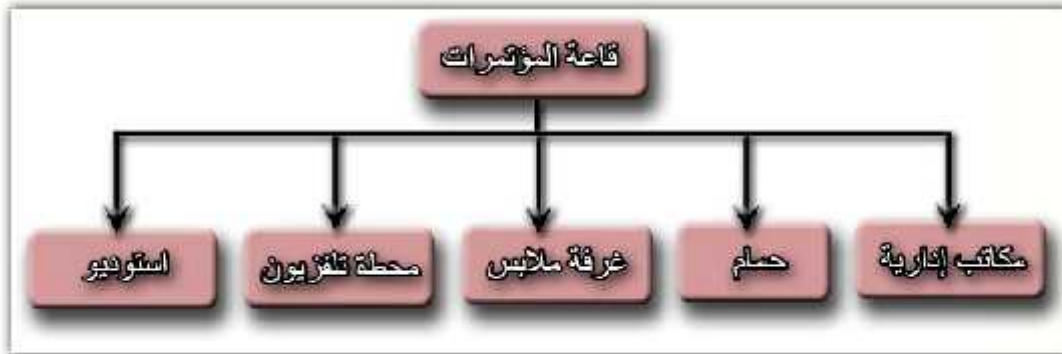 قاعة المؤتمرات
مكاتب إدارية
حمام
غرفة ملابس
محطة تلفزيون
استوديو